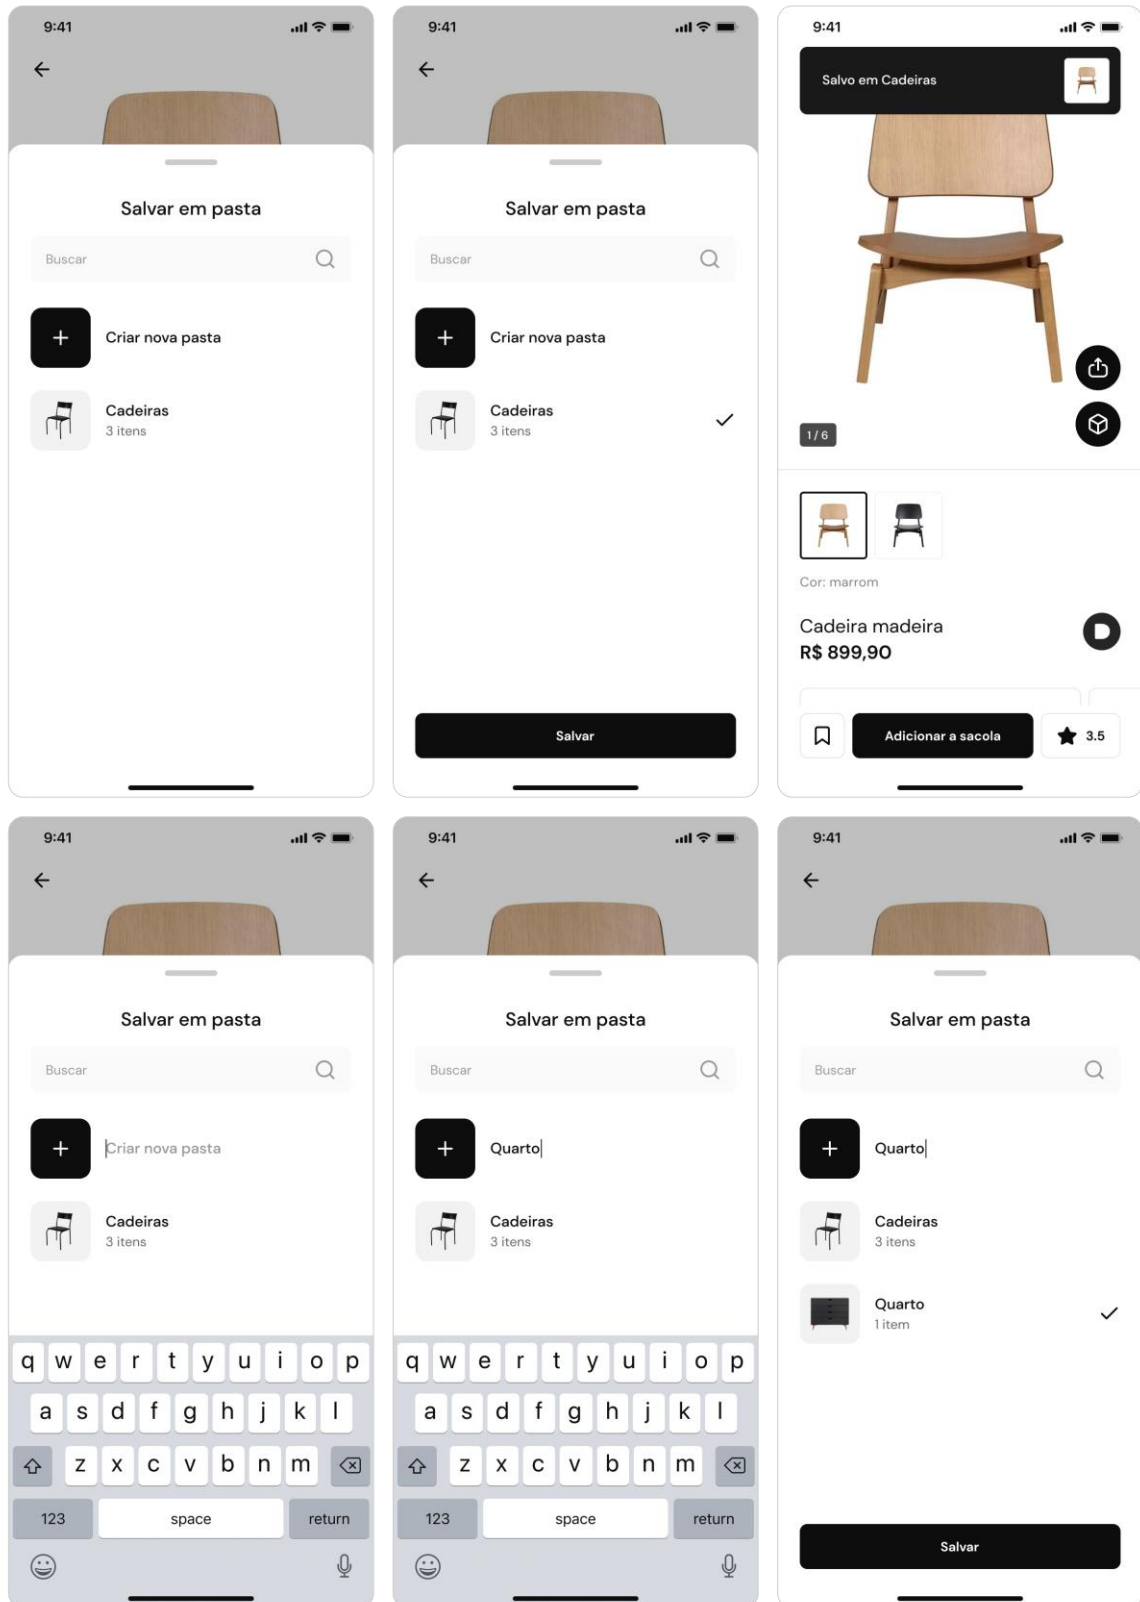 9:41
Salvar em pasta
Buscar
Criar nova pasta
Cadeiras
3 itens
9:41
Salvar em pasta
Buscar
Criar nova pasta
Cadeiras
3 itens
Salvar
9:41
Salvo em Cadeiras
1 / 6
Cor: marrom
Cadeira madeira
R$ 899,90
Adicionar a sacola
3.5
9:41
Salvar em pasta
Buscar
Criar nova pasta
Cadeiras
3 itens
q w e r t y u i o p
a s d f g h j k l
z x c v b n m
123 space return
9:41
Salvar em pasta
Buscar
Quarto
Cadeiras
3 itens
q w e r t y u i o p
a s d f g h j k l
z x c v b n m
123 space return
9:41
Salvar em pasta
Buscar
Quarto
Cadeiras
3 itens
Quarto
1 item
Salvar